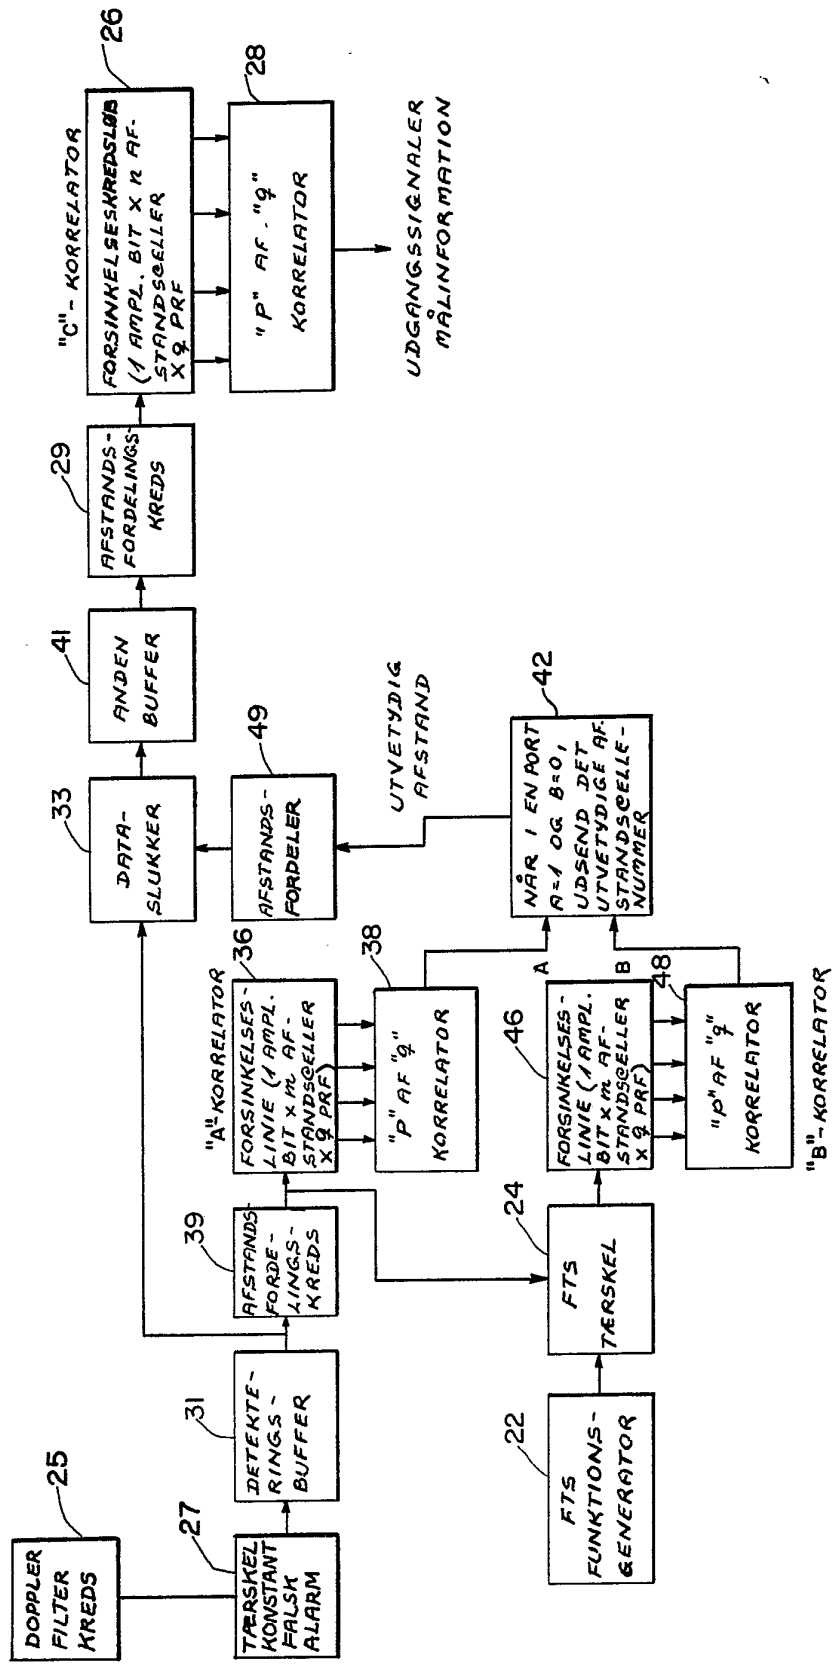 DOPPLER
FILTER
KREDS
25
TÆRSKEL
KONSTANT
FALSK
ALARM
27
DETEKTE-
RINGS-
BUFFER
31
AFSTANDS-
FORDE-
LINGS-
KREDS
39
"A"-KORRELATOR
FORSINKELSES-
LINIE (1 AMPL.
BIT x m AF-
STANDSCELLER
x q PRF)
36
"P" AF "q"
KORRELATOR
38
DATA-
SLUKKER
33
AFSTANDS-
FORDELER
49
ANDEN
BUFFER
41
AFSTANDS-
FORDELINGS-
KREDS
29
"C"-KORRELATOR
FORSINKELSESKREDSLØB
(1 AMPL. BIT x n AF-
STANDSCELLER
x q PRF
26
"P" AF-"q"
KORRELATOR
28
UDGANGSSIGNALER
MÅLINFORMATION
UTVETYDIG
AFSTAND
NÅR I EN PORT
A=1 OG B=0,
UDSEND DET
UTVETYDIGE AF-
STANDSCELLE-
NUMMER
42
A
B
FTS
FUNKTIONS-
GENERATOR
22
FTS
TÆRSKEL
24
FORSINKELSES-
LINIE (1 AMPL.
BIT x m AF-
STANDSCELLER
x q PRF)
46
"P" AF "q"
KORRELATOR
48
"B"-KORRELATOR